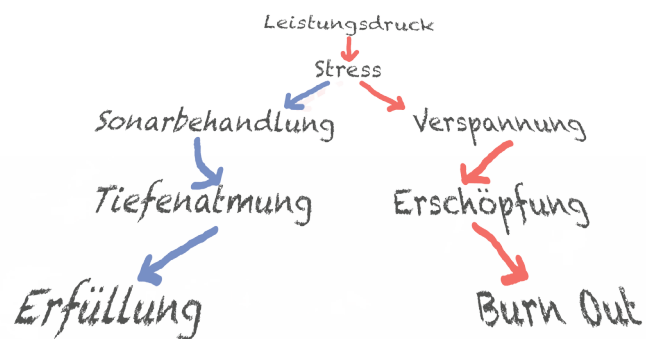 Leistungsdruck
Stress
Sonarbehandlung Verspannung
Tiefenatmung Erschöpfung
Erfüllung Burn Out